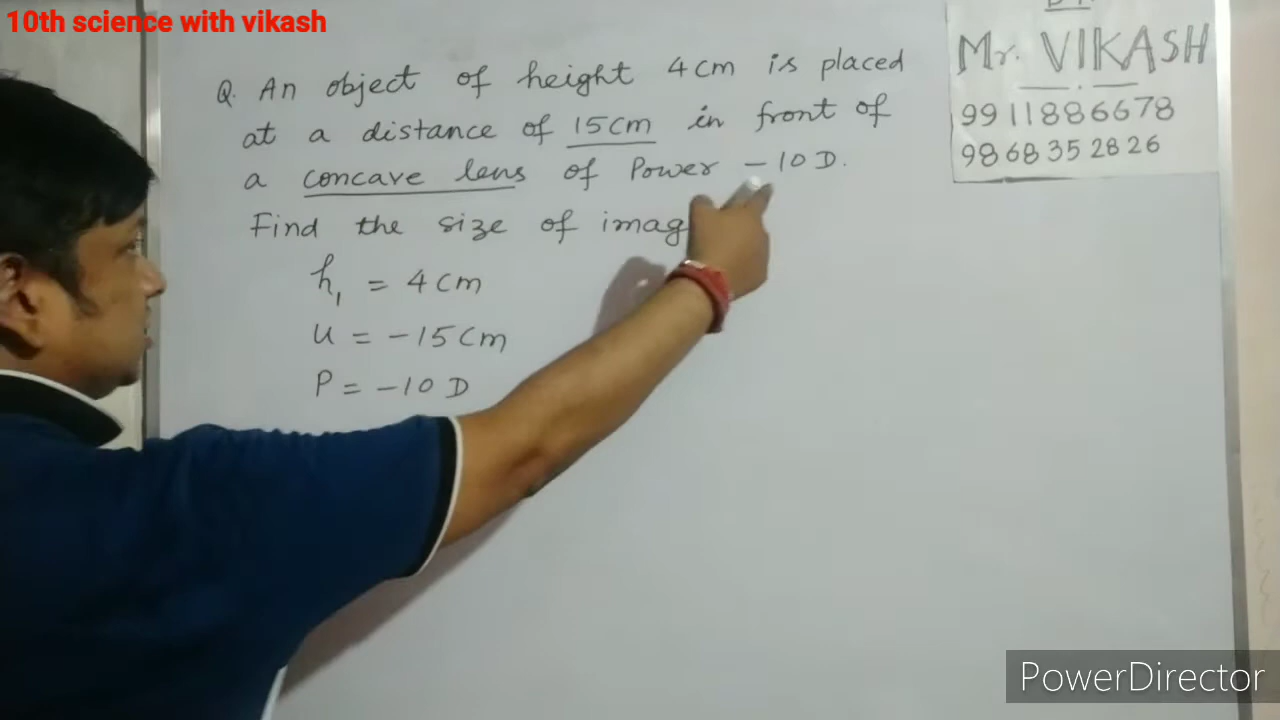 10th science with vikash
Mr. VIKASH
9911886678
9868352826
Q. An object of height 4cm is placed
at a distance of 15cm in front of
a concave lens of Power -10 D.
Find the size of imag
h₁ = 4cm
u = -15cm
P = -10 D
PowerDirector